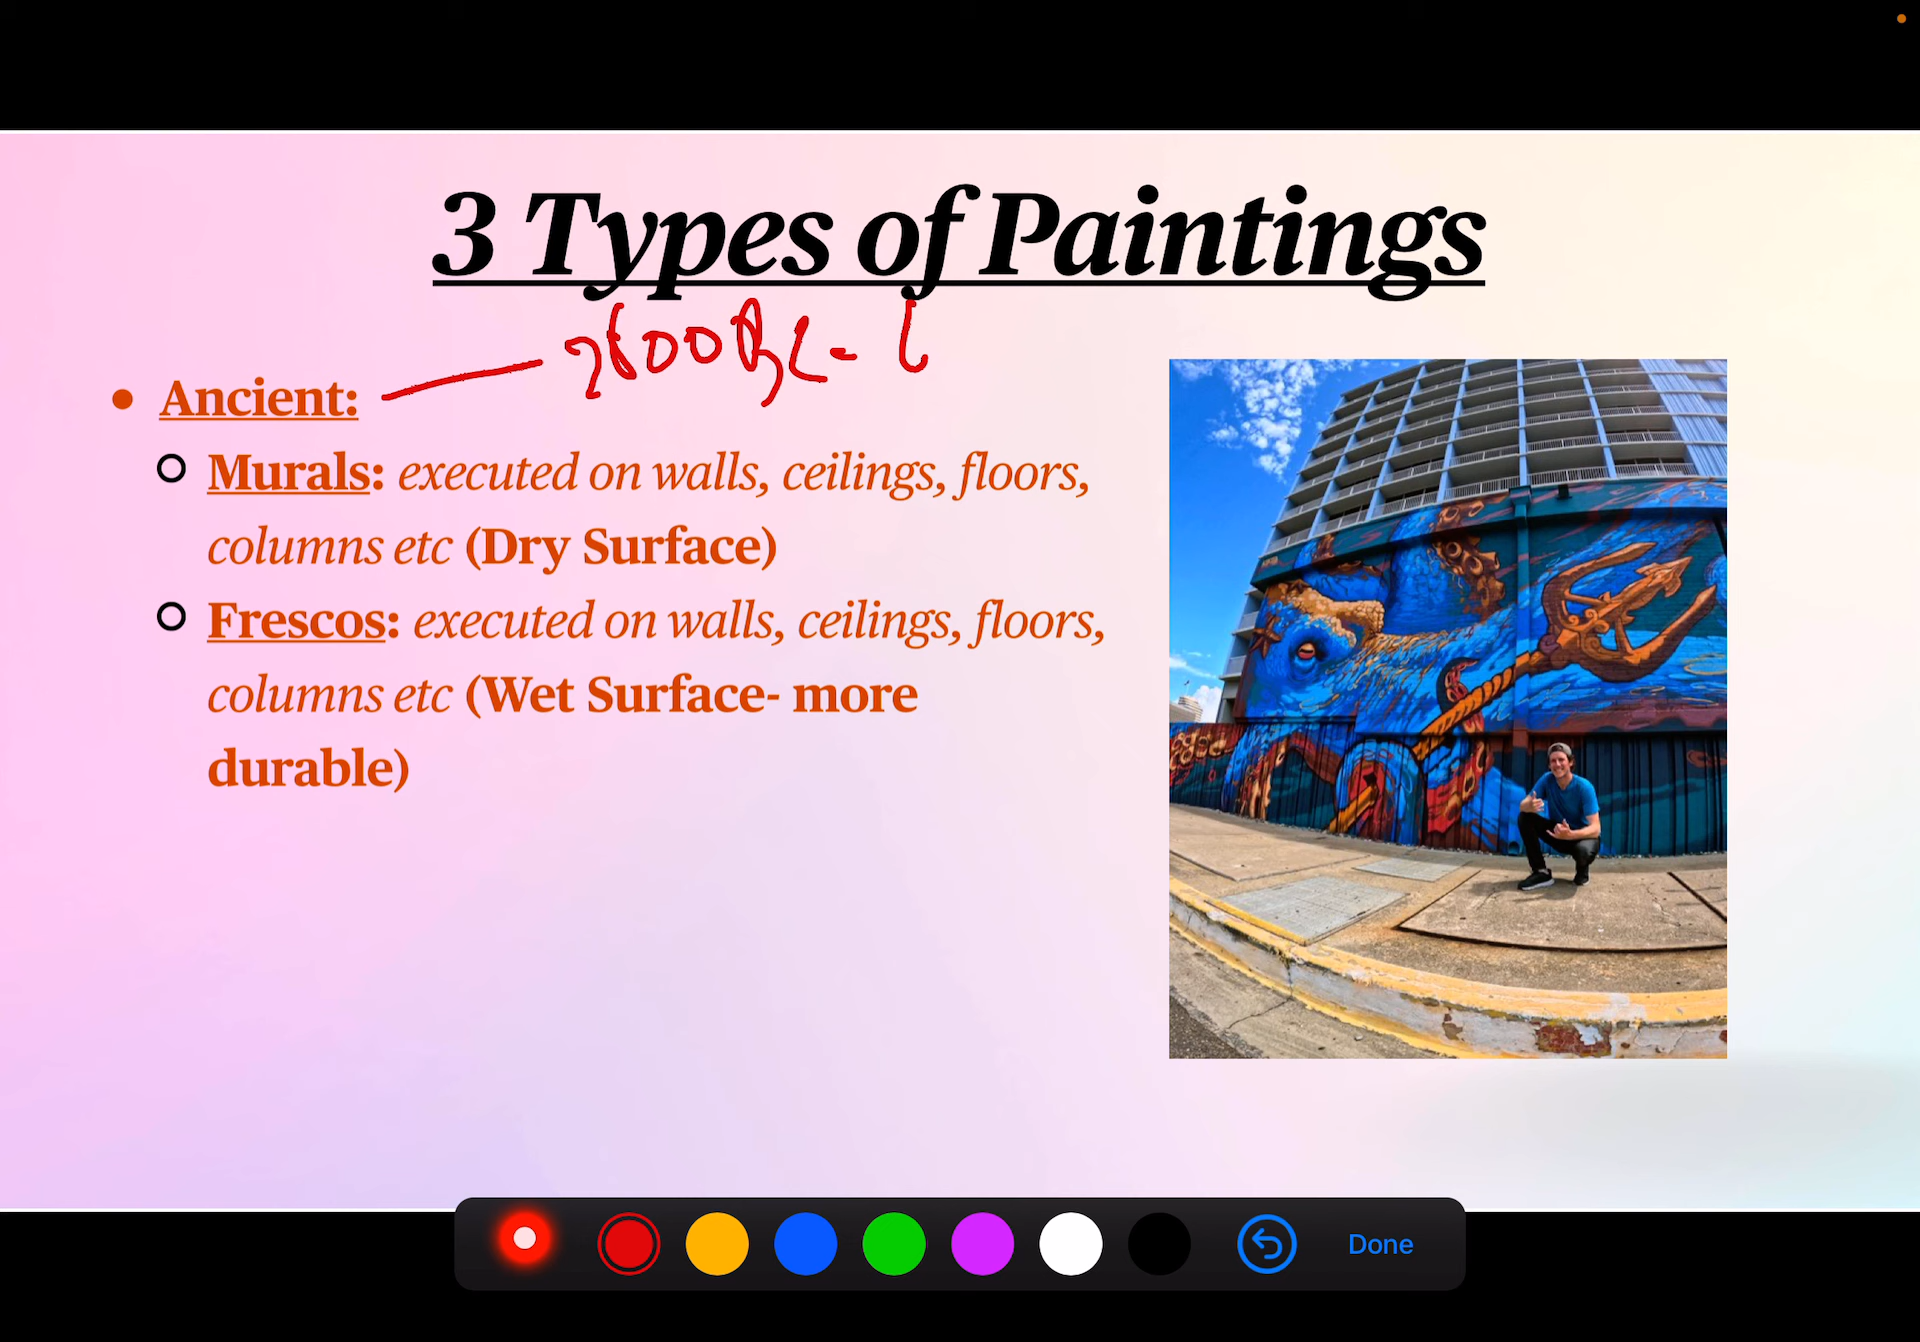 3 Types of Paintings
• Ancient:
Murals: executed on walls, ceilings, floors,
columns etc (Dry Surface)
Frescos: executed on walls, ceilings, floors,
columns etc (Wet Surface- more
durable)
Done